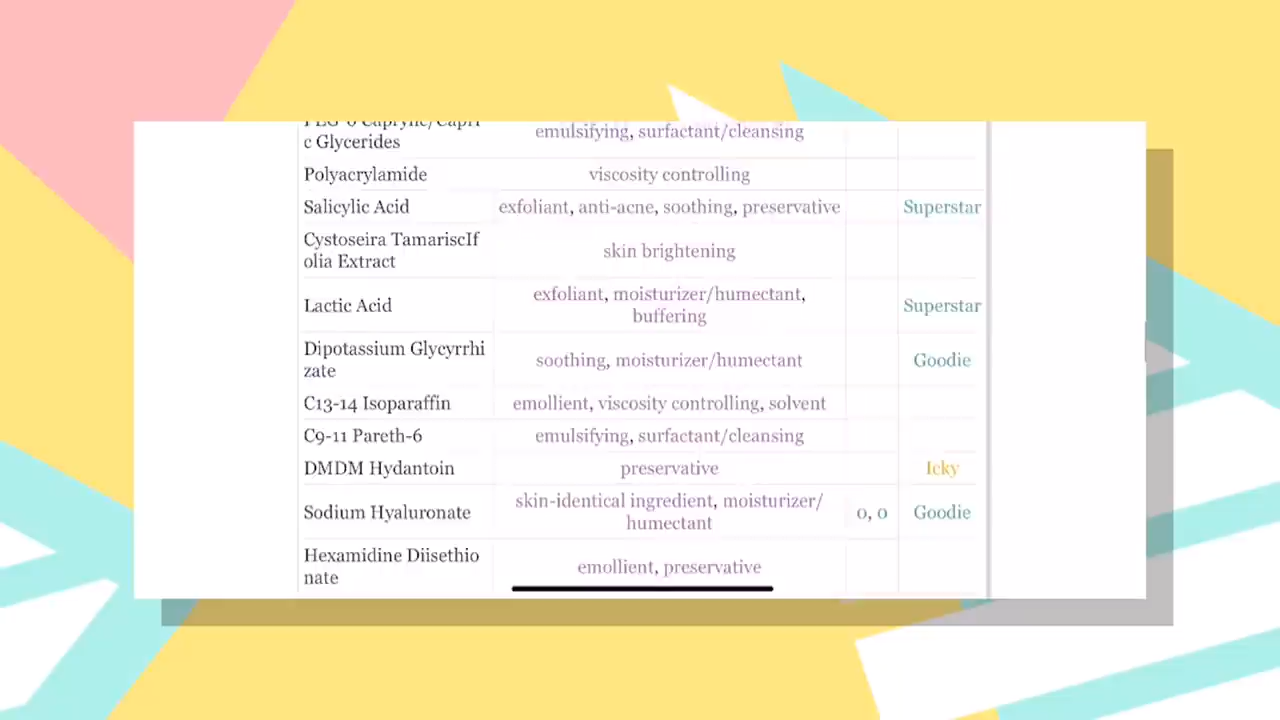 c Glycerides
emulsifying, surfactant/cleansing
Polyacrylamide
viscosity controlling
Salicylic Acid
exfoliant, anti-acne, soothing, preservative
Superstar
Cystoseira TamariscIf
olia Extract
skin brightening
Lactic Acid
exfoliant, moisturizer/humectant,
buffering
Superstar
Dipotassium Glycyrrhi
zate
soothing, moisturizer/humectant
Goodie
C13-14 Isoparaffin
emollient, viscosity controlling, solvent
C9-11 Pareth-6
emulsifying, surfactant/cleansing
DMDM Hydantoin
preservative
Icky
Sodium Hyaluronate
skin-identical ingredient, moisturizer/
humectant
0, 0
Goodie
Hexamidine Diisethio
nate
emollient, preservative